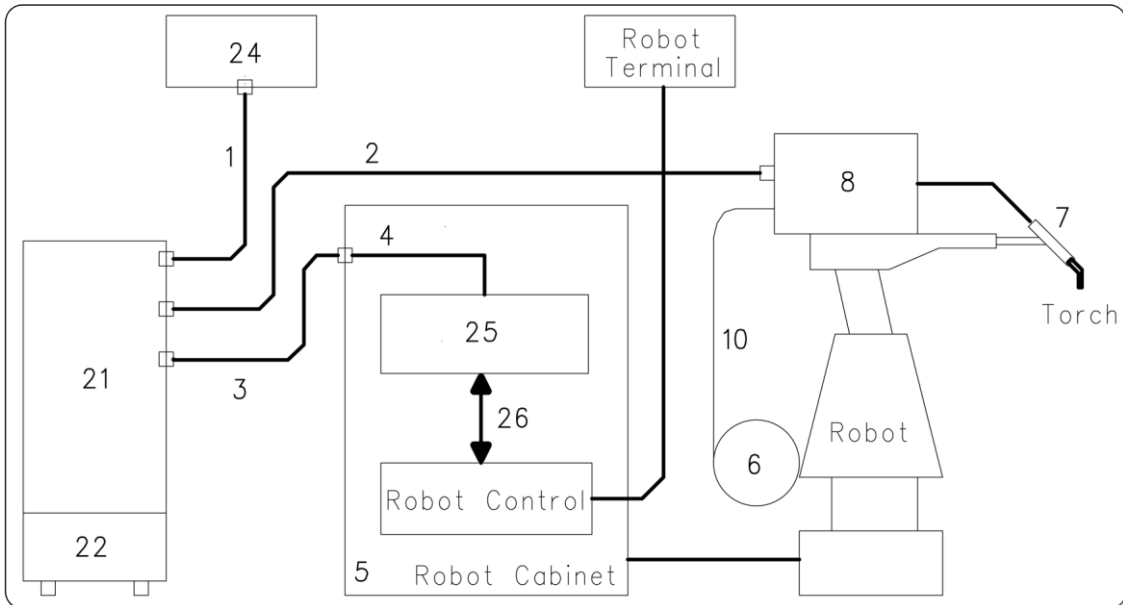 24
Robot
Terminal
1
2
8
7
4
Torch
25
10
21
3
26
Robot
6
Robot Control
22
5
Robot Cabinet